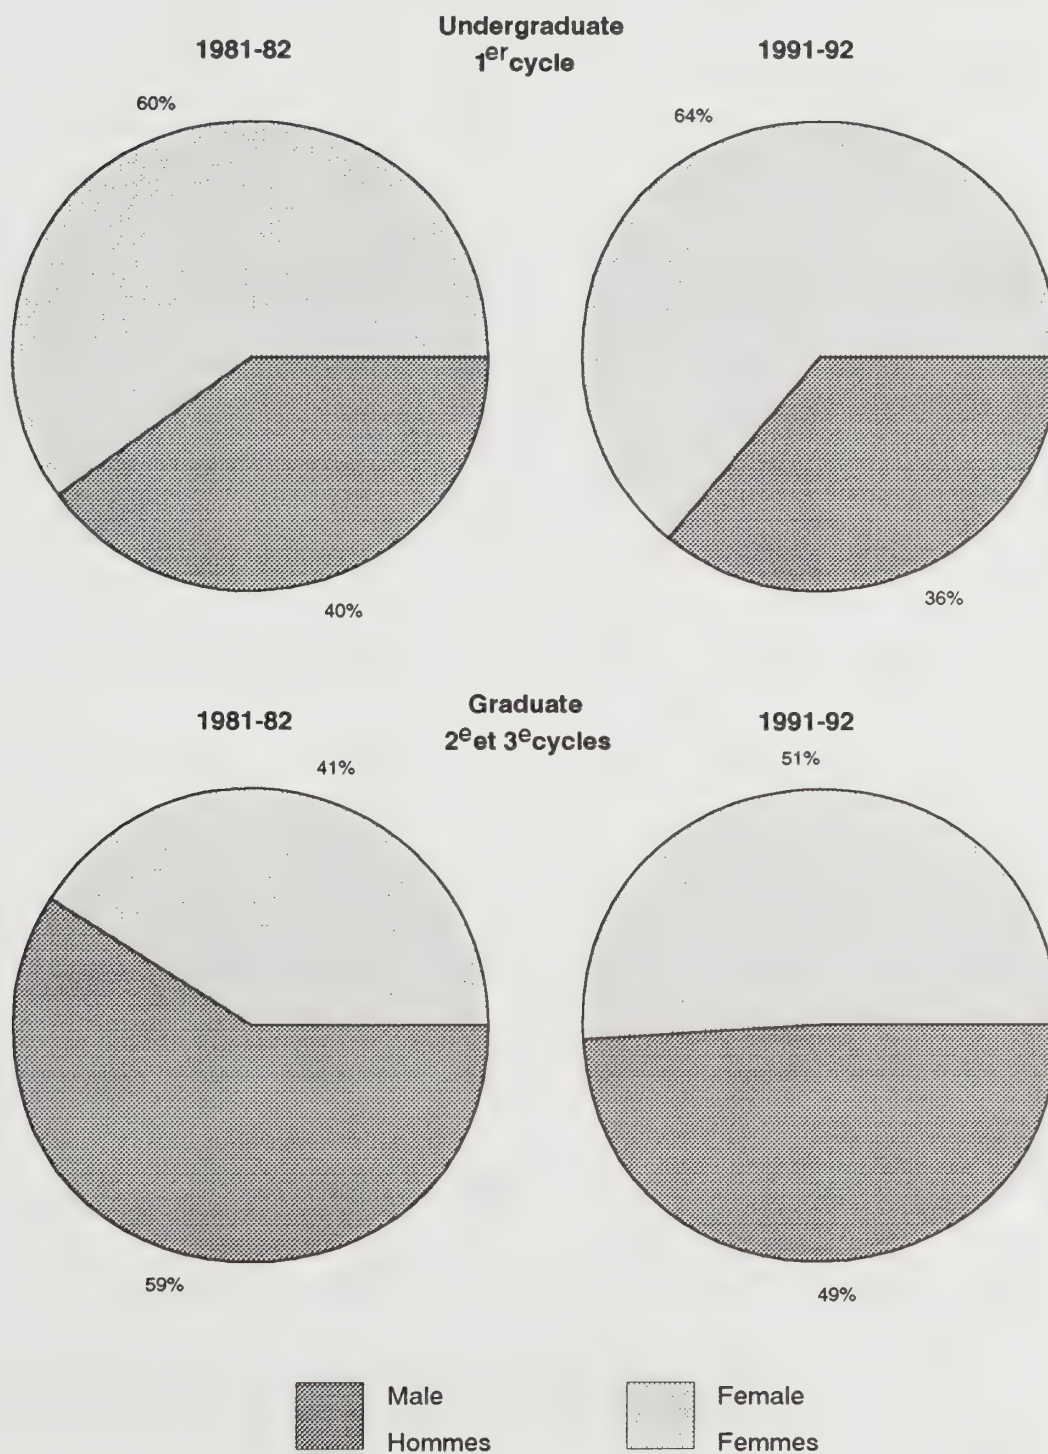 Undergraduate
1981-82 1er cycle 1991-92
60% 64%
40% 36%
Graduate
1981-82 2e et 3e cycles 1991-92
41% 51%
59% 49%
Male Female
Hommes Femmes